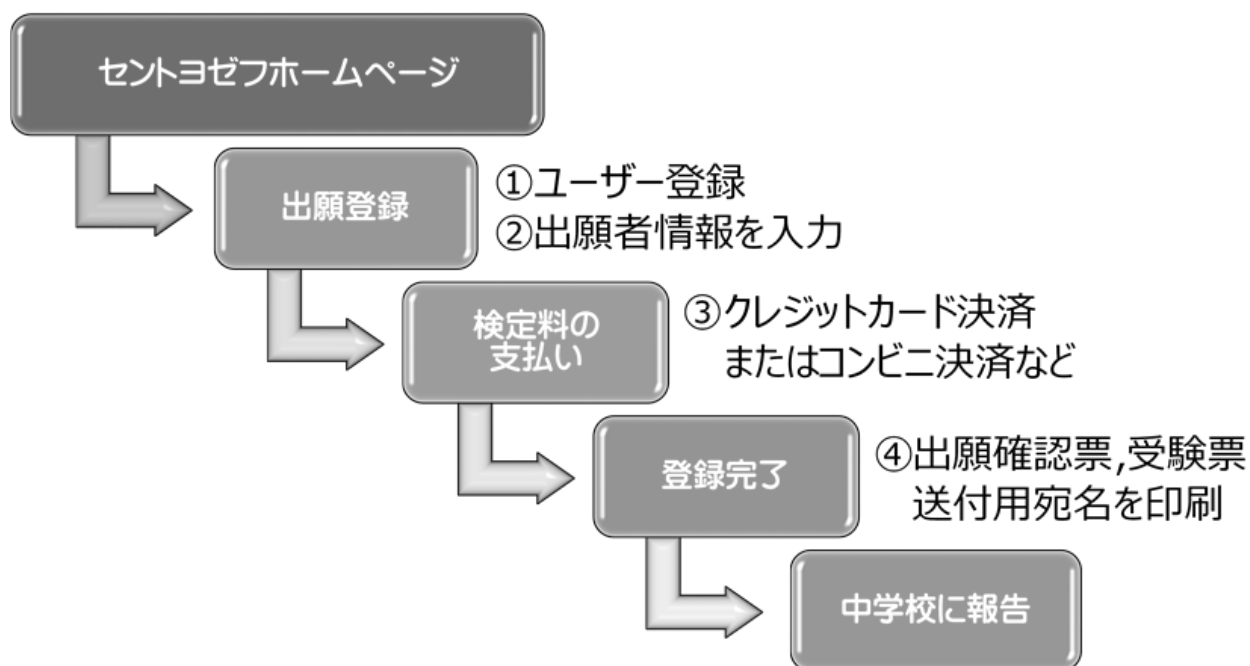 セントヨゼフホームページ
出願登録
①ユーザー登録
②出願者情報を入力
検定料の
支払い
③クレジットカード決済
またはコンビニ決済など
登録完了
④出願確認票,受験票
送付用宛名を印刷
中学校に報告